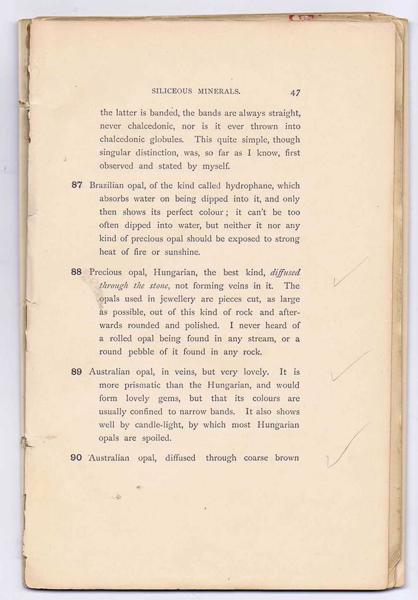 SILICEOUS MINERALS. 47
the latter is banded, the bands are always straight,
never chalcedonic, nor is it ever thrown into
chalcedonic globules. This quite simple, though
singular distinction, was, so far as I know, first
observed and stated by myself.
87 Brazilian opal, of the kind called hydrophane, which
absorbs water on being dipped into it, and only
then shows its perfect colour; it can't be too
often dipped into water, but neither it nor any
kind of precious opal should be exposed to strong
heat of fire or sunshine.
88 Precious opal, Hungarian, the best kind, diffused
through the stone, not forming veins in it. The
opals used in jewellery are pieces cut, as large
as possible, out of this kind of rock and after-
wards rounded and polished. I never heard of
a rolled opal being found in any stream, or a
round pebble of it found in any rock.
89 Australian opal, in veins, but very lovely. It is
more prismatic than the Hungarian, and would
form lovely gems, but that its colours are
usually confined to narrow bands. It also shows
well by candle-light, by which most Hungarian
opals are spoiled.
90 Australian opal, diffused through coarse brown